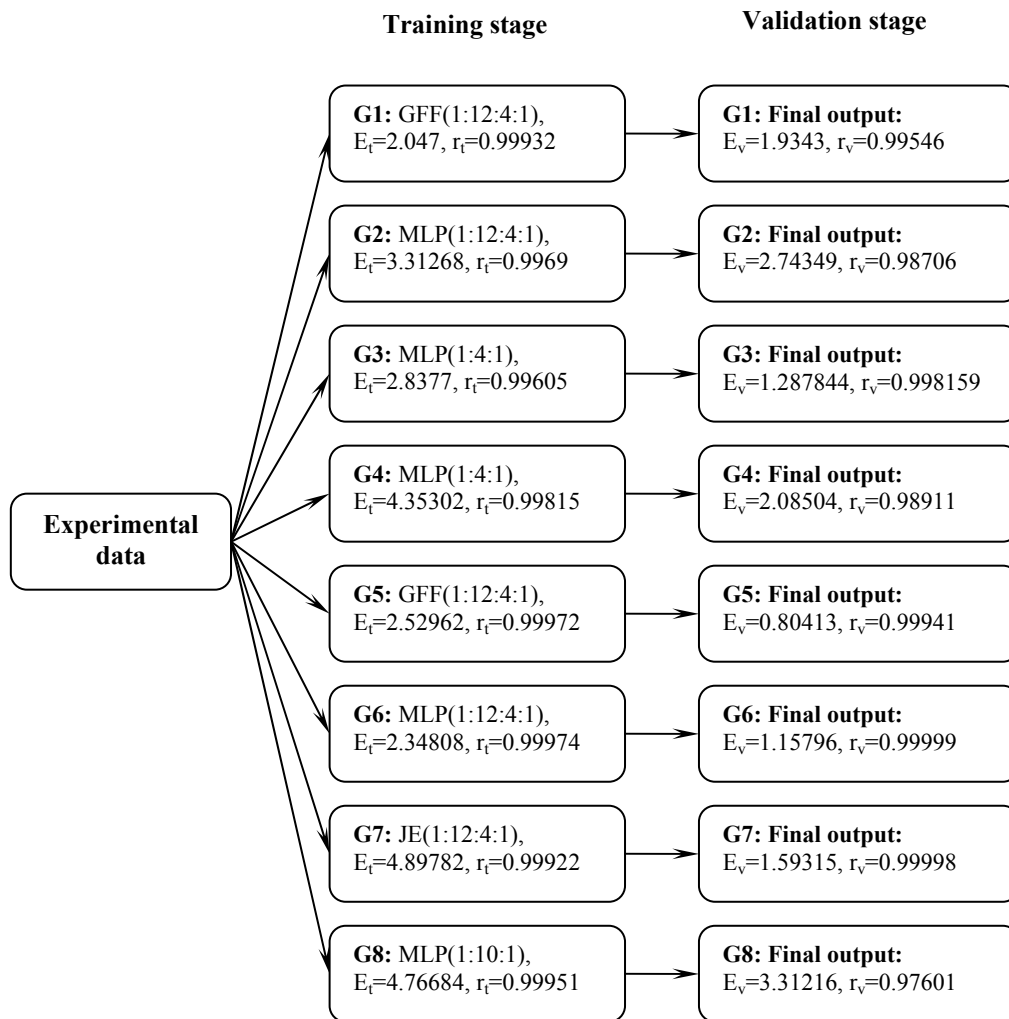 Training stage
Validation stage
G1: GFF(1:12:4:1),
Et=2.047, rt=0.99932
G1: Final output:
Ev=1.9343, rv=0.99546
G2: MLP(1:12:4:1),
Et=3.31268, rt=0.9969
G2: Final output:
Ev=2.74349, rv=0.98706
G3: MLP(1:4:1),
Et=2.8377, rt=0.99605
G3: Final output:
Ev=1.287844, rv=0.998159
G4: MLP(1:4:1),
Et=4.35302, rt=0.99815
G4: Final output:
Ev=2.08504, rv=0.98911
Experimental
data
G5: GFF(1:12:4:1),
Et=2.52962, rt=0.99972
G5: Final output:
Ev=0.80413, rv=0.99941
G6: MLP(1:12:4:1),
Et=2.34808, rt=0.99974
G6: Final output:
Ev=1.15796, rv=0.99999
G7: JE(1:12:4:1),
Et=4.89782, rt=0.99922
G7: Final output:
Ev=1.59315, rv=0.99998
G8: MLP(1:10:1),
Et=4.76684, rt=0.99951
G8: Final output:
Ev=3.31216, rv=0.97601